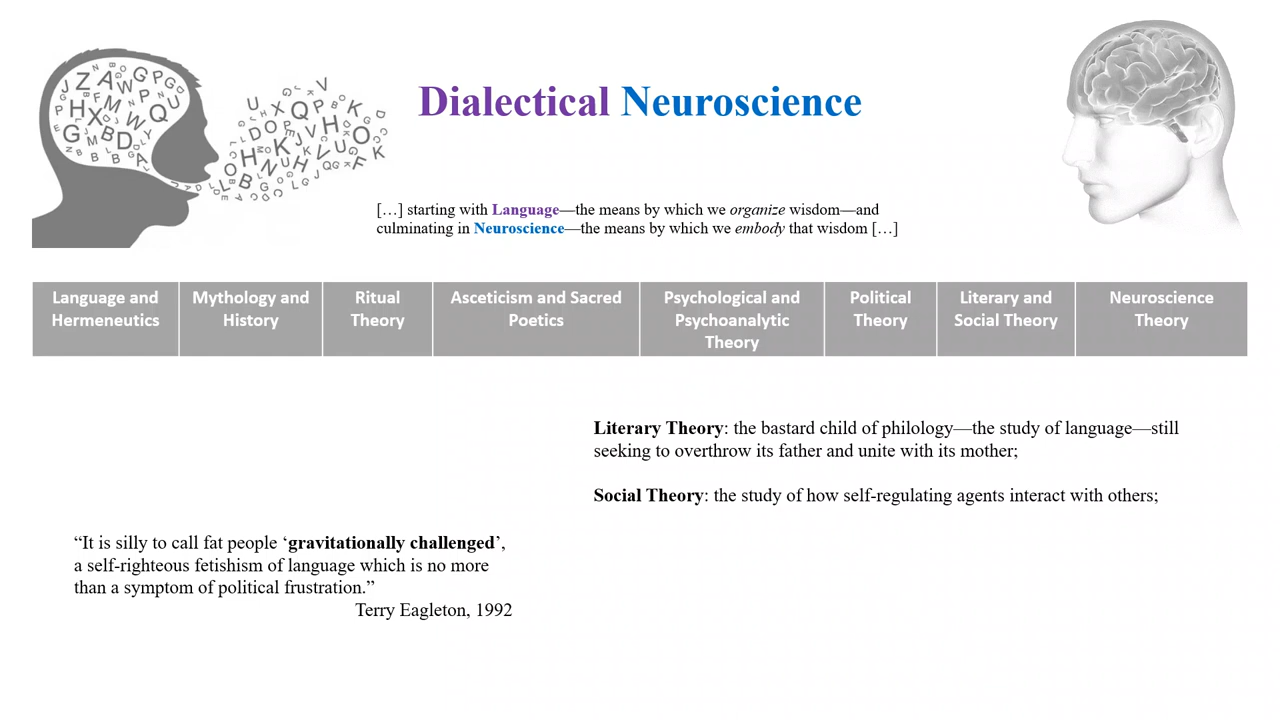 Dialectical Neuroscience
[…] starting with Language—the means by which we organize wisdom—and
culminating in Neuroscience—the means by which we embody that wisdom […]
Language and
Hermeneutics
Mythology and
History
Ritual
Theory
Asceticism and Sacred
Poetics
Psychological and
Psychoanalytic
Theory
Political
Theory
Literary and
Social Theory
Neuroscience
Theory
Literary Theory: the bastard child of philology—the study of language—still
seeking to overthrow its father and unite with its mother;
Social Theory: the study of how self-regulating agents interact with others;
“It is silly to call fat people ‘gravitationally challenged’,
a self-righteous fetishism of language which is no more
than a symptom of political frustration.”
Terry Eagleton, 1992